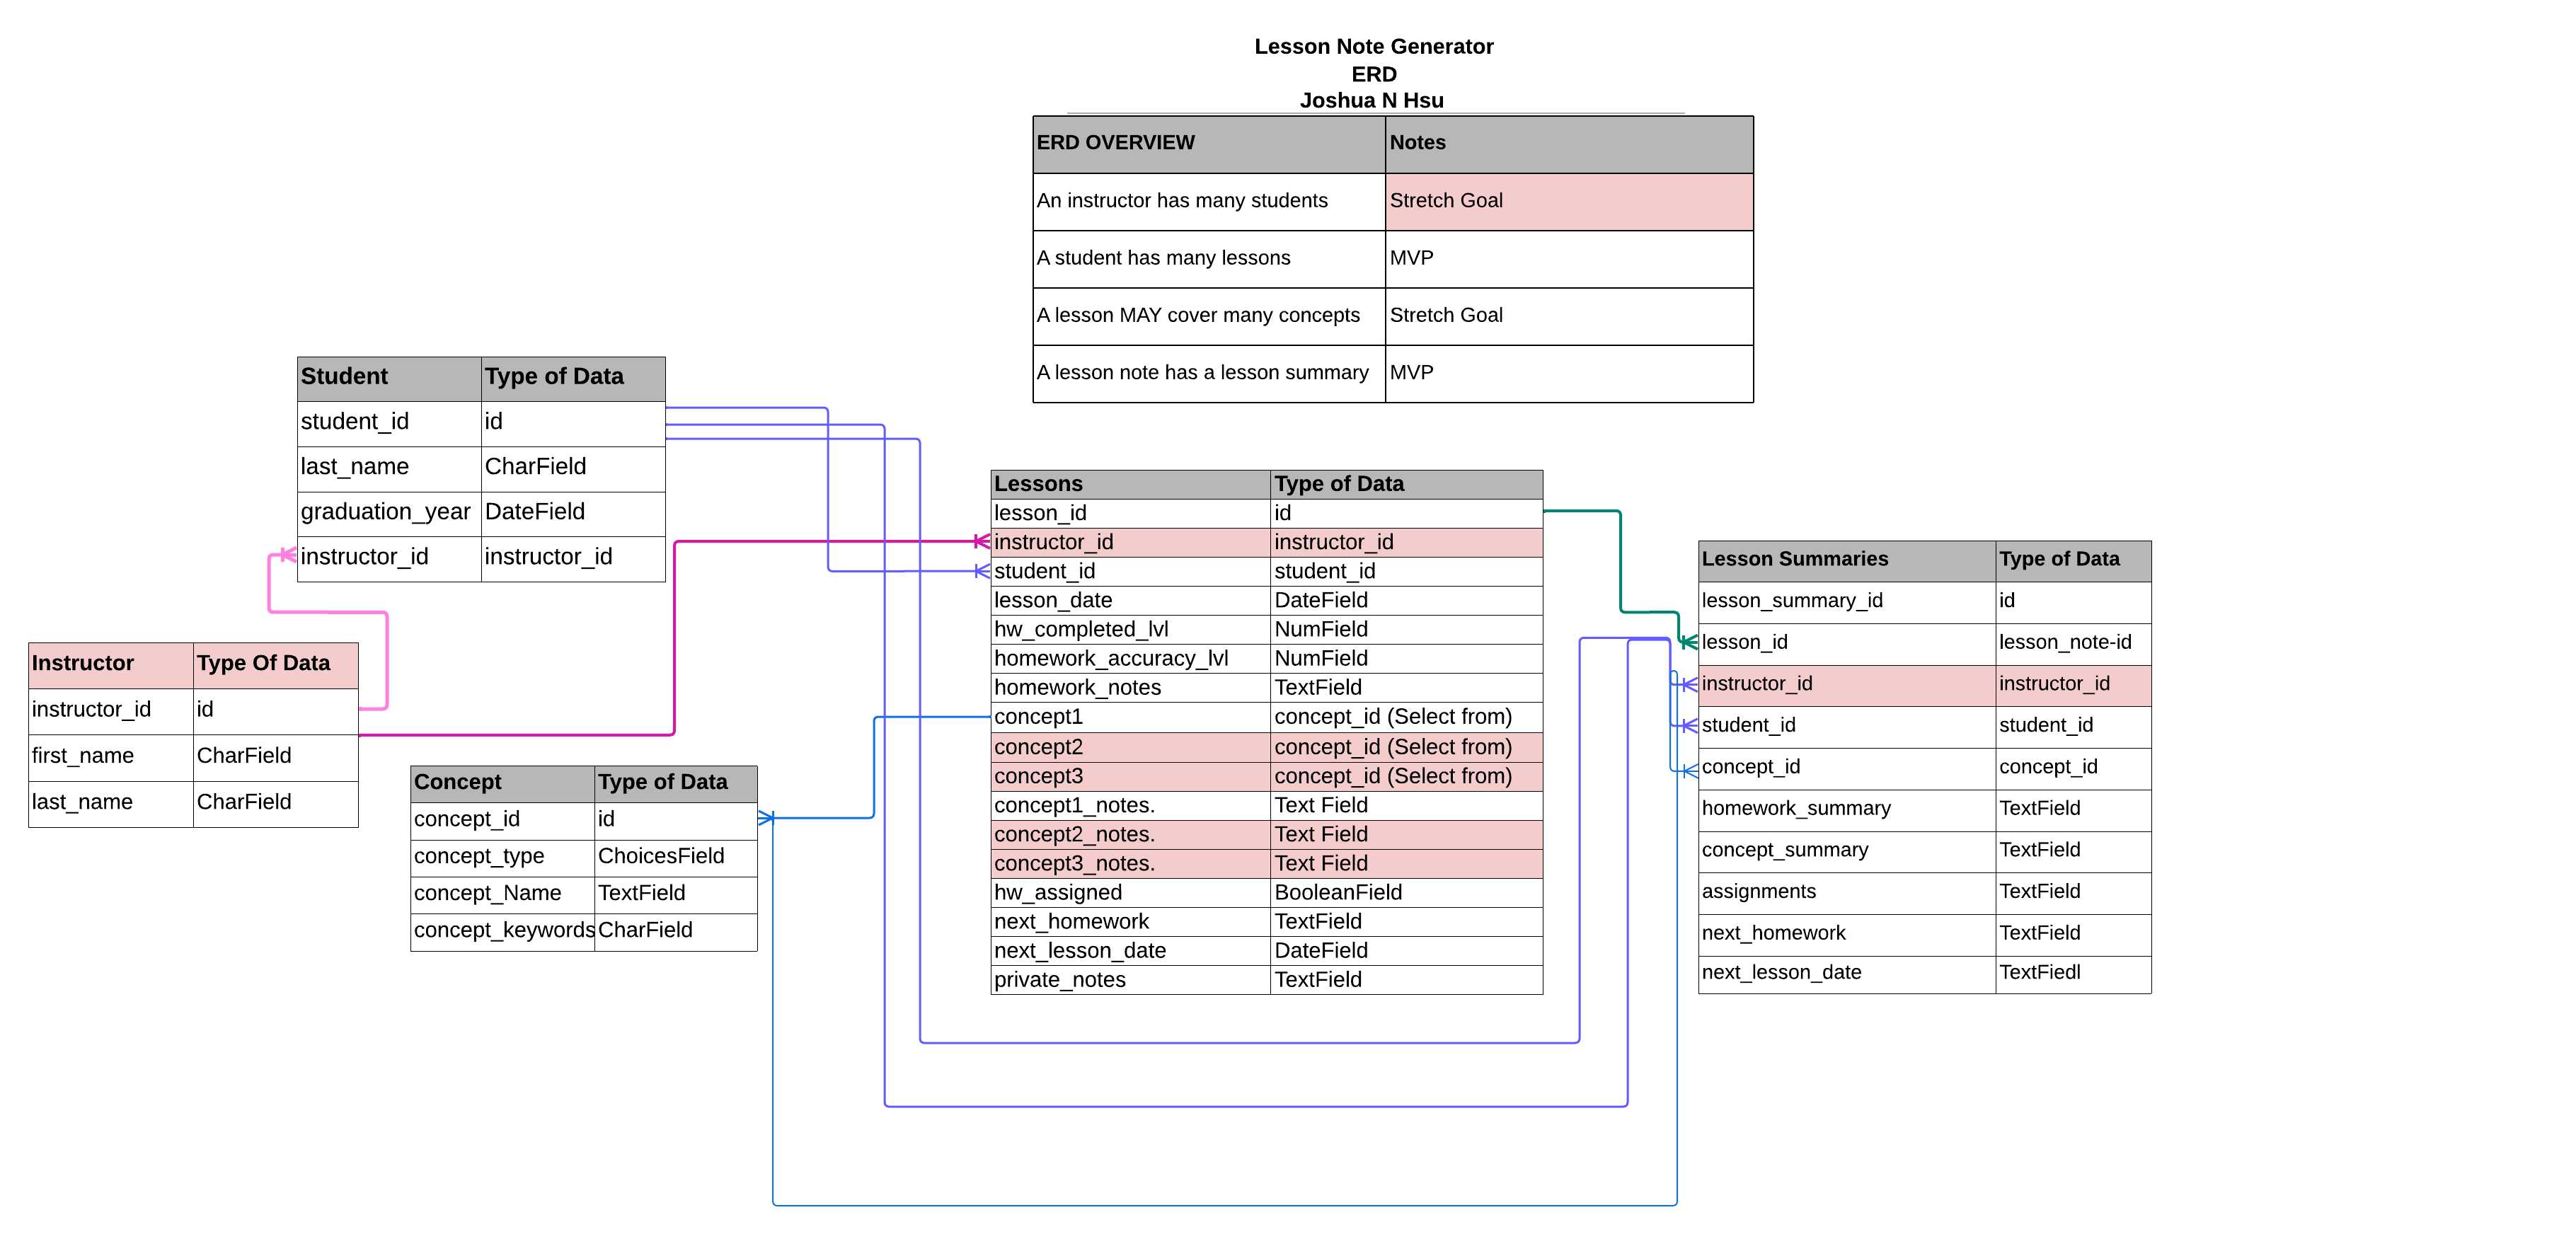 Lesson Note Generator
ERD
Joshua N Hsu
ERD OVERVIEW Notes
An instructor has many students Stretch Goal
A student has many lessons MVP
A lesson MAY cover many concepts Stretch Goal
A lesson note has a lesson summary MVP
Student Type of Data
student_id id
last_name CharField
graduation_year DateField
instructor_id instructor_id
Instructor Type Of Data
instructor_id id
first_name CharField
last_name CharField
Concept Type of Data
concept_id id
concept_type ChoicesField
concept_Name TextField
concept_keywords CharField
Lessons Type of Data
lesson_id id
instructor_id instructor_id
student_id student_id
lesson_date DateField
hw_completed_lvl NumField
homework_accuracy_lvl NumField
homework_notes TextField
concept1 concept_id (Select from)
concept2 concept_id (Select from)
concept3 concept_id (Select from)
concept1_notes. Text Field
concept2_notes. Text Field
concept3_notes. Text Field
hw_assigned BooleanField
next_homework TextField
next_lesson_date DateField
private_notes TextField
Lesson Summaries Type of Data
lesson_summary_id id
lesson_id lesson_note-id
instructor_id instructor_id
student_id student_id
concept_id concept_id
homework_summary TextField
concept_summary TextField
assignments TextField
next_homework TextField
next_lesson_date TextFiedl